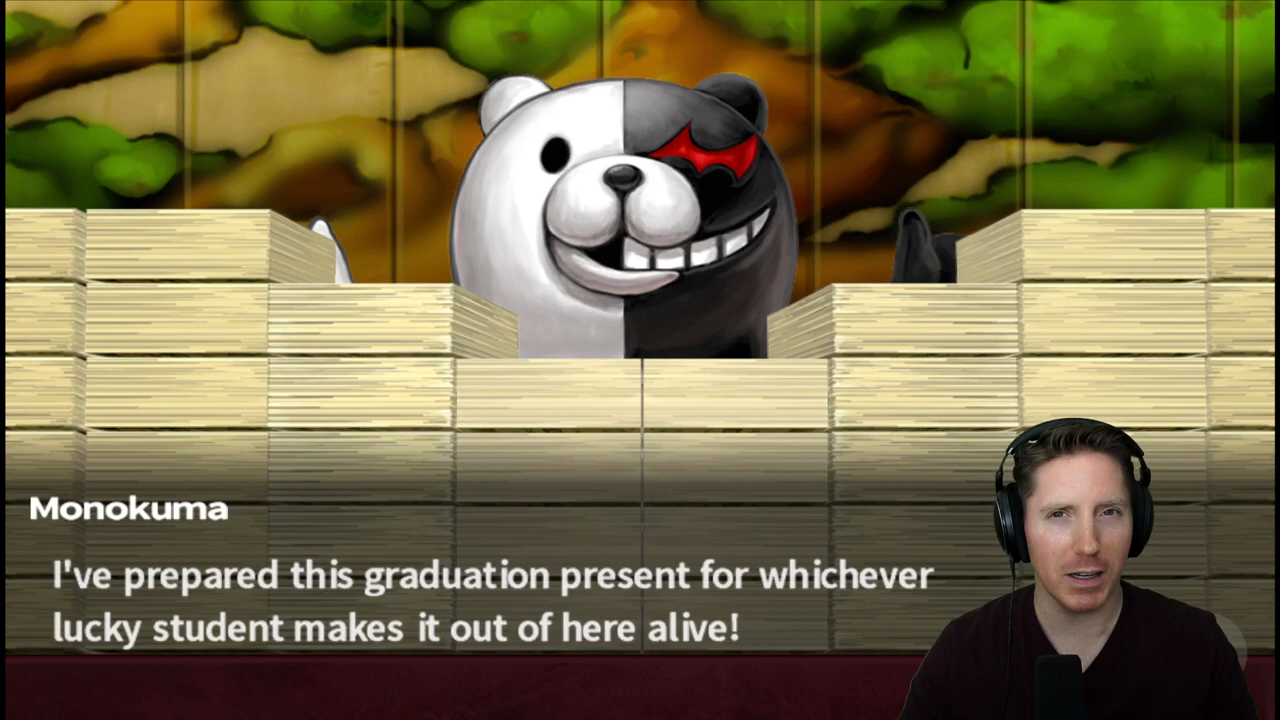 Monokuma
I've prepared this graduation present for whichever
lucky student makes it out of here alive!